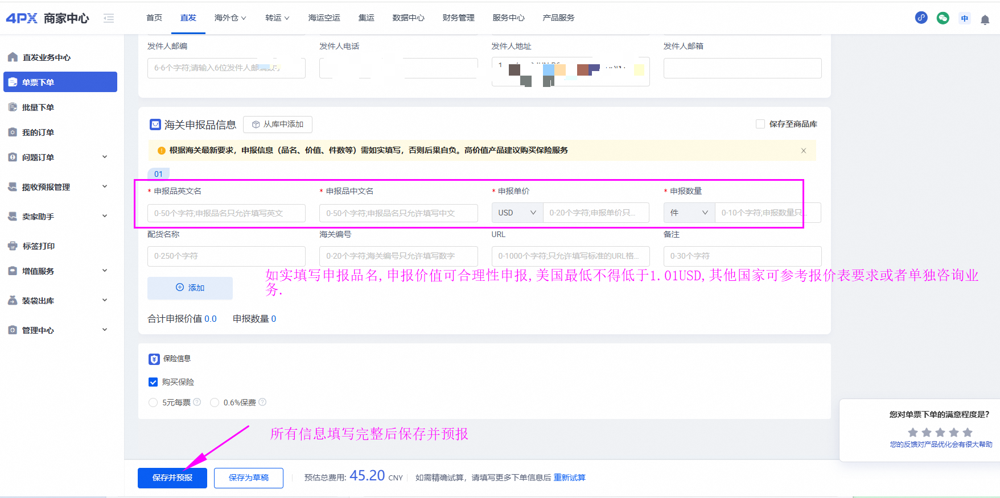 4PX 商家中心
首页 直发 海外仓 转运 海运空运 集运 数据中心 财务管理 服务中心 产品服务 中
直发业务中心
单票下单
批量下单
我的订单
问题订单
揽收预报管理
卖家助手
标签打印
增值服务
装袋出库
管理中心
发件人邮编 发件人电话 发件人地址 发件人邮箱
6-6个字符;请输入6位发件人邮编数字
海关申报品信息 从库中添加 保存至商品库
根据海关最新要求，申报信息（品名、价值、件数等）需如实填写，否则后果自负。高价值产品建议购买保险服务
01
* 申报品英文名 * 申报品中文名 * 申报单价 * 申报数量
0-50个字符;申报品名只允许填写英文 0-50个字符;申报品名只允许填写中文 USD 0-20个字符;申报单价只... 件 0-10个字符;申报数量只...
配货名称 海关编号 URL 备注
0-250个字符 0-20个字符;海关编号只允许填写数字 0-1000个字符;只允许填写标准的URL格... 0-30个字符
如实填写申报品名,申报价值可合理性申报,美国最低不得低于1.01USD,其他国家可参考报价表要求或者单独咨询业
务.
添加
合计申报价值 0.0 申报数量 0
保险信息
购买保险
5元每票 0.6%保费
所有信息填写完整后保存并预报
您对单票下单的满意程度是?
您的反馈对产品优化会有很大帮助
保存并预报 保存为草稿 预估总费用: 45.20 CNY 如需精确试算，请填写更多下单信息后 重新试算